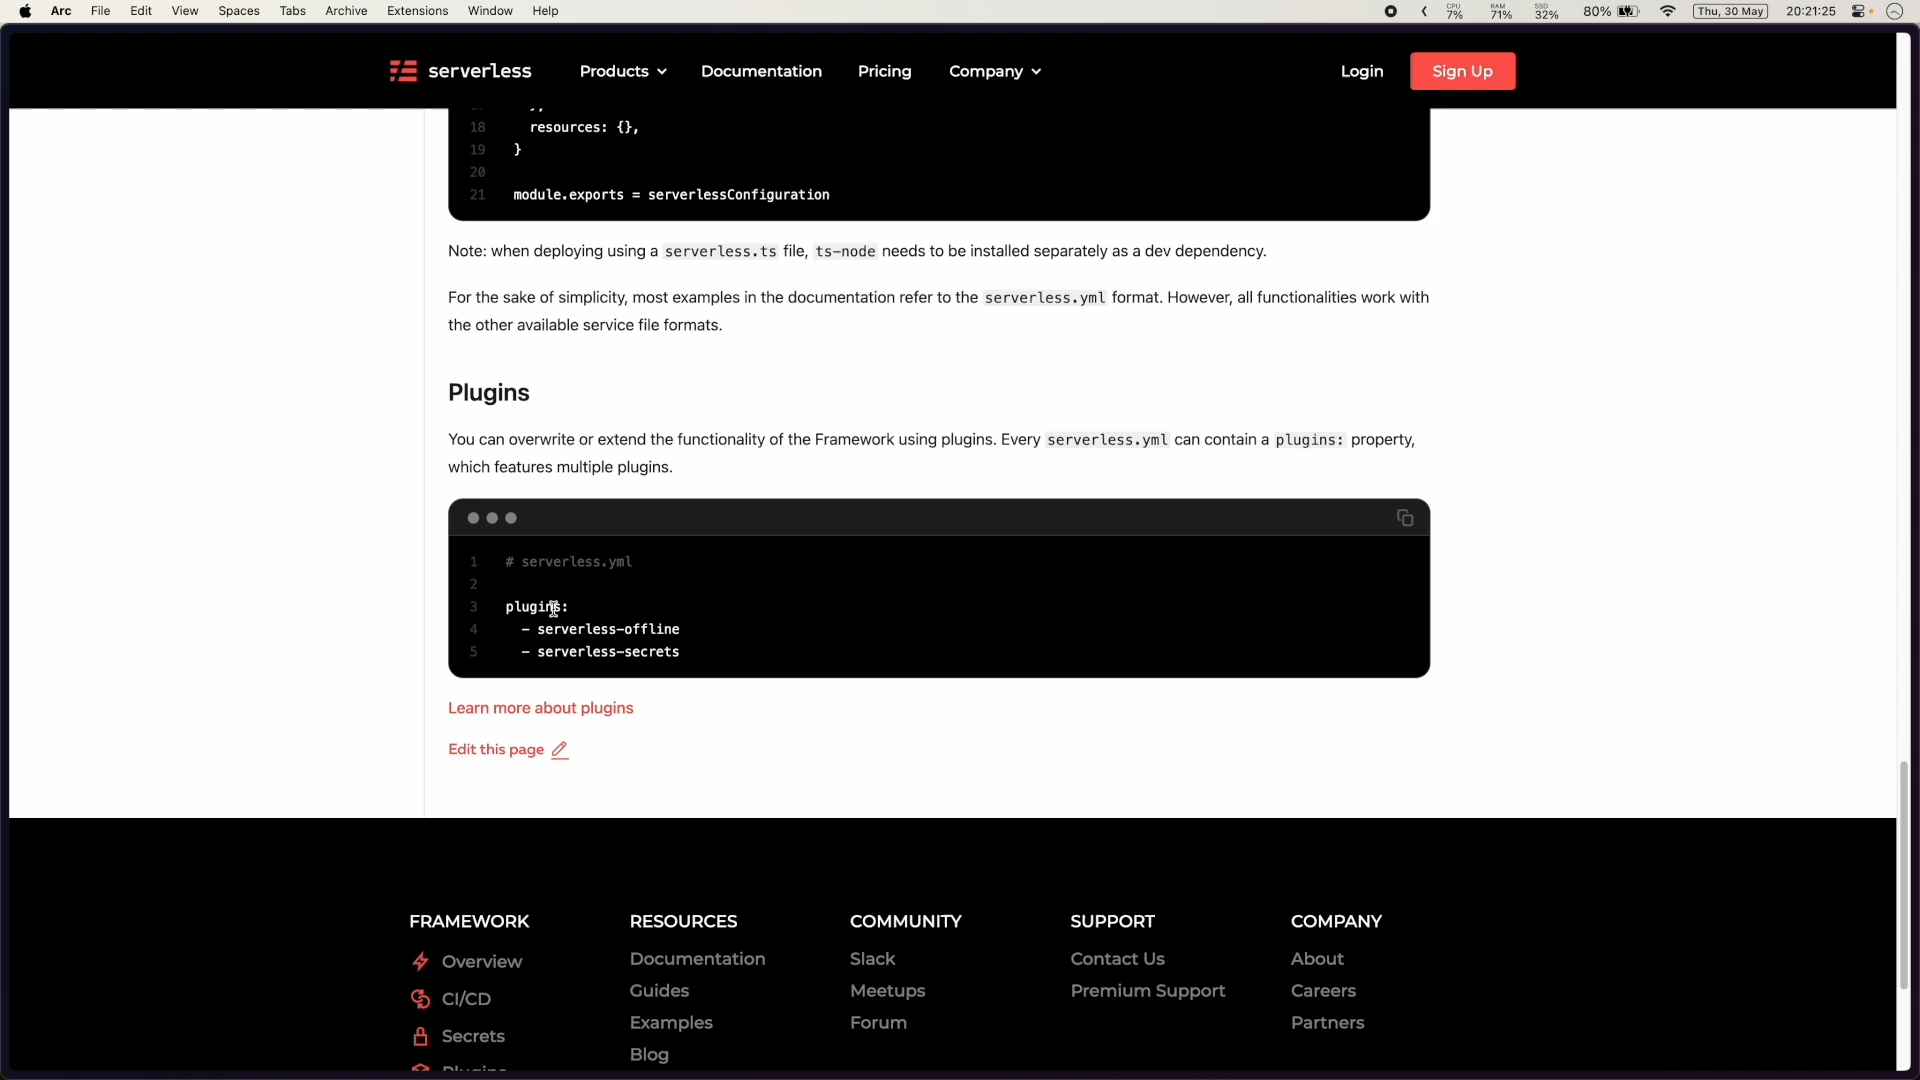 Arc File Edit View Spaces Tabs Archive Extensions Window Help CPU 7% RAM 71% SSD 32% 80% Thu, 30 May 20:21:25
serverless Products Documentation Pricing Company Login Sign Up
18 resources: {},
19 }
20
21 module.exports = serverlessConfiguration
Note: when deploying using a serverless.ts file, ts-node needs to be installed separately as a dev dependency.
For the sake of simplicity, most examples in the documentation refer to the serverless.yml format. However, all functionalities work with
the other available service file formats.
Plugins
You can overwrite or extend the functionality of the Framework using plugins. Every serverless.yml can contain a plugins: property,
which features multiple plugins.
1 # serverless.yml
2
3 plugins:
4 - serverless-offline
5 - serverless-secrets
Learn more about plugins
Edit this page
FRAMEWORK RESOURCES COMMUNITY SUPPORT COMPANY
Overview Documentation Slack Contact Us About
CI/CD Guides Meetups Premium Support Careers
Secrets Examples Forum Partners
Plugins Blog